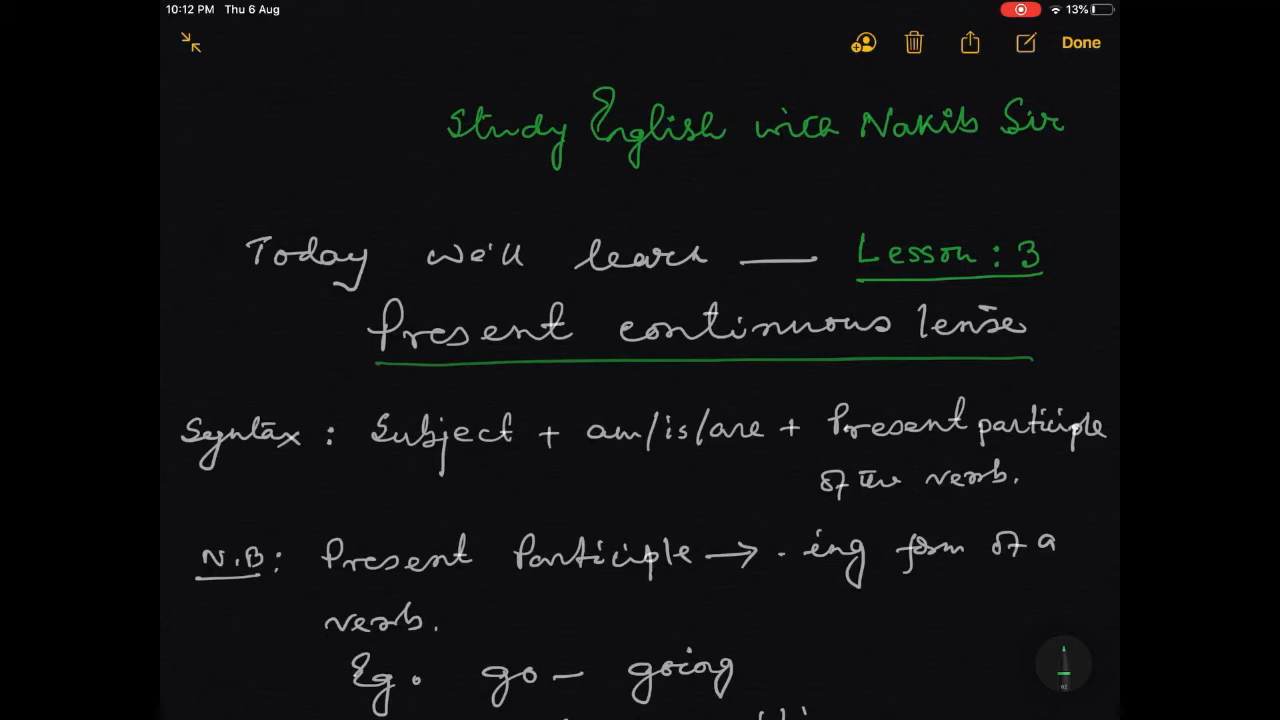 10:12 PM Thu 6 Aug 13%
Done
Study English with Nakib Sir
Today we'll learn — Lesson : 3
Present continuous tense
Syntax : Subject + am/is/are + Present participle
of the verb.
N.B : Present Participle → - ing form of a
verb.
Eg. go - going